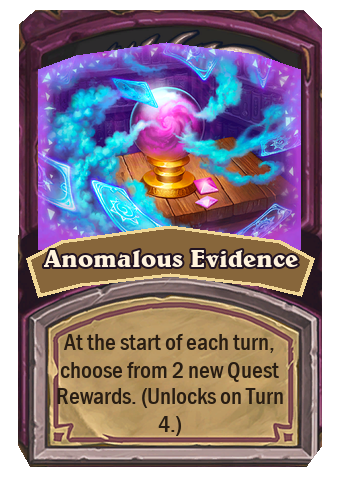 Anomalous Evidence
At the start of each turn,
choose from 2 new Quest
Rewards. (Unlocks on Turn
4.)